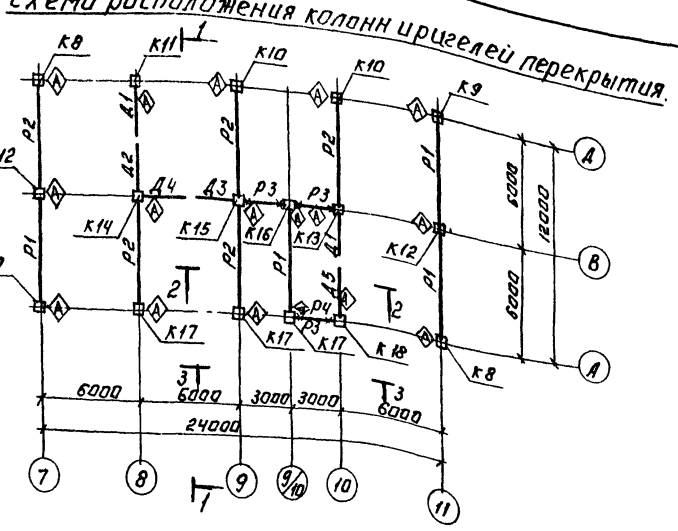 схема расположения колонн и ригелей перекрытия.
1
К8 К11 К10 К10 К9
А А А А
Д1 А
Р2 Р2 Р2 Р1
Д2
Д
12
А Д4 Д3 Р3 Р3
А А А А А
К14 К15 К16 К13 К12
В
Р1 Р2 Р2 Р1 Д1 Р1
Д5
6000 6000 12000
2 2
А А А А А Р4 А
Р3
К17 К17 К17 К18 К8
А
3 3
6000 6000 3000 3000 6000
24000
7 8 1 9 9/10 10 11